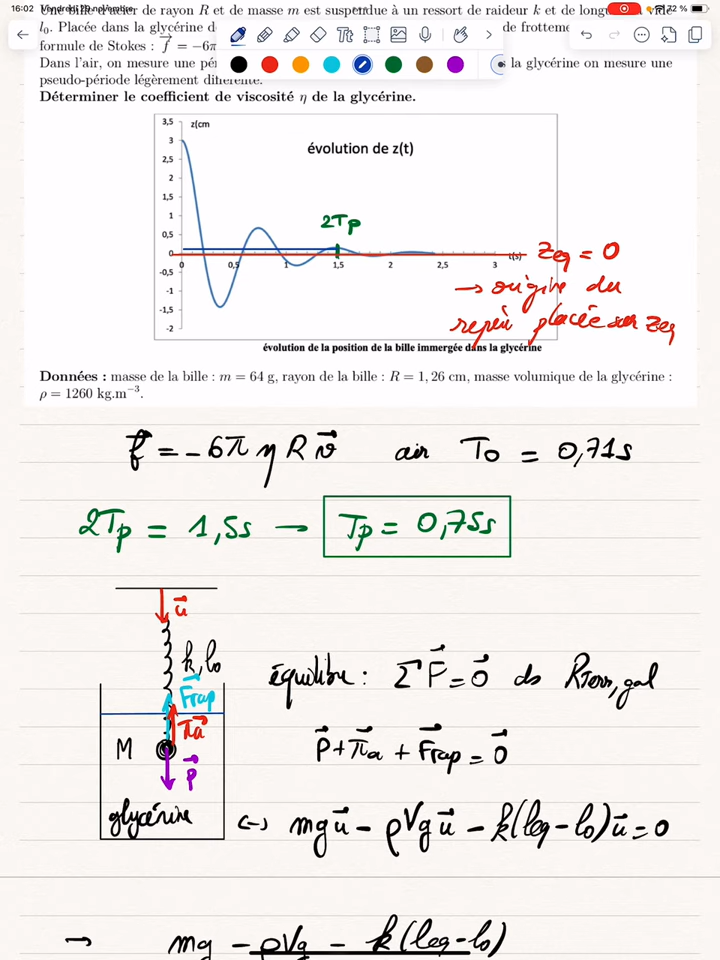 16:02 Vendredi 29 novembre 72 %
Une bille d'acier de rayon R et de masse m est suspendue à un ressort de raideur k et de
l₀. Placée dans la glycérine de frottement
formule de Stokes : f⃗ = −6π
Dans l'air, on mesure une la glycérine on mesure une
pseudo-période légèrement différente.
Déterminer le coefficient de viscosité η de la glycérine.
3,5
z(cm
3
2,5
2
1,5
1
0,5
0
-0,5
-1
-1,5
-2
évolution de z(t)
2Tp
0 0,5 1 1,5 2 2,5 3 t(s)
Zeq = 0
→ origine du
repère placée sur Zeq
évolution de la position de la bille immergée dans la glycérine
Données : masse de la bille : m = 64 g, rayon de la bille : R = 1,26 cm, masse volumique de la glycérine :
ρ = 1260 kg.m⁻³.
f⃗ = −6π η R v⃗ air T₀ = 0,71s
2Tp = 1,5s → Tp = 0,75s
u⃗
k, l₀
F⃗rap
π⃗a
M
P⃗
glycérine
équilibre : ΣF⃗ = 0⃗ ds RTerr, gal
P⃗ + π⃗a + F⃗rap = 0⃗
↔ mgu⃗ − ρVgu⃗ − k(leq − l₀)u⃗ = 0
→ mg − ρVg − k(leq − l₀)